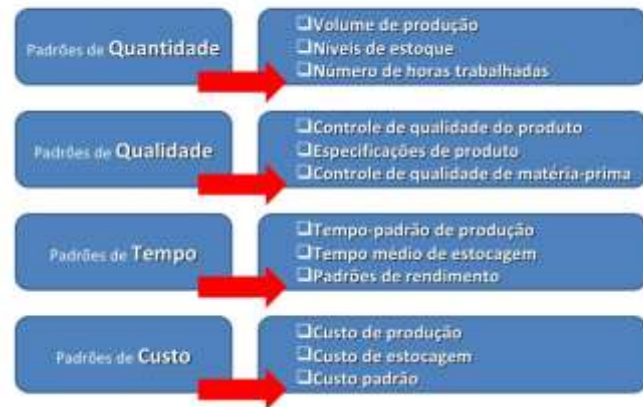 Padrões de Quantidade
❑Volume de produção
❑Níveis de estoque
❑Número de horas trabalhadas
Padrões de Qualidade
❑Controle de qualidade do produto
❑Especificações de produto
❑Controle de qualidade de matéria-prima
Padrões de Tempo
❑Tempo-padrão de produção
❑Tempo médio de estocagem
❑Padrões de rendimento
Padrões de Custo
❑Custo de produção
❑Custo de estocagem
❑Custo padrão